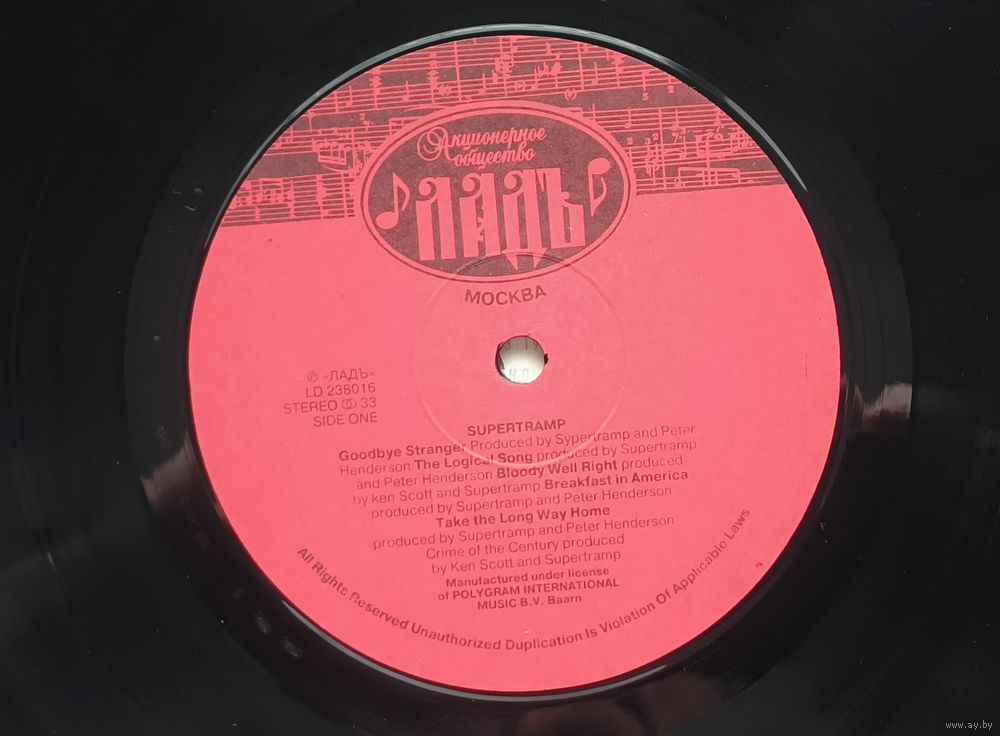 Акционерное
общество
ЛАДЪ
МОСКВА
℗ «ЛАДЪ»
LD 238016
STEREO 33
SIDE ONE
SUPERTRAMP
Goodbye Stranger Produced by Sypertramp and Peter
Henderson The Logical Song produced by Supertramp
and Peter Henderson Bloody Well Right produced
by ken Scott and Supertramp Breakfast in America
produced by Supertramp and Peter Henderson
Take the Long Way Home
produced by Supertramp and Peter Henderson
Crime of the Century produced
by Ken Scott and Supertramp
Manufactured under license
of POLYGRAM INTERNATIONAL
MUSIC B.V. Baarn
All Rights Reserved Unauthorized Duplication Is Violation Of Applicable Laws
www.ay.by